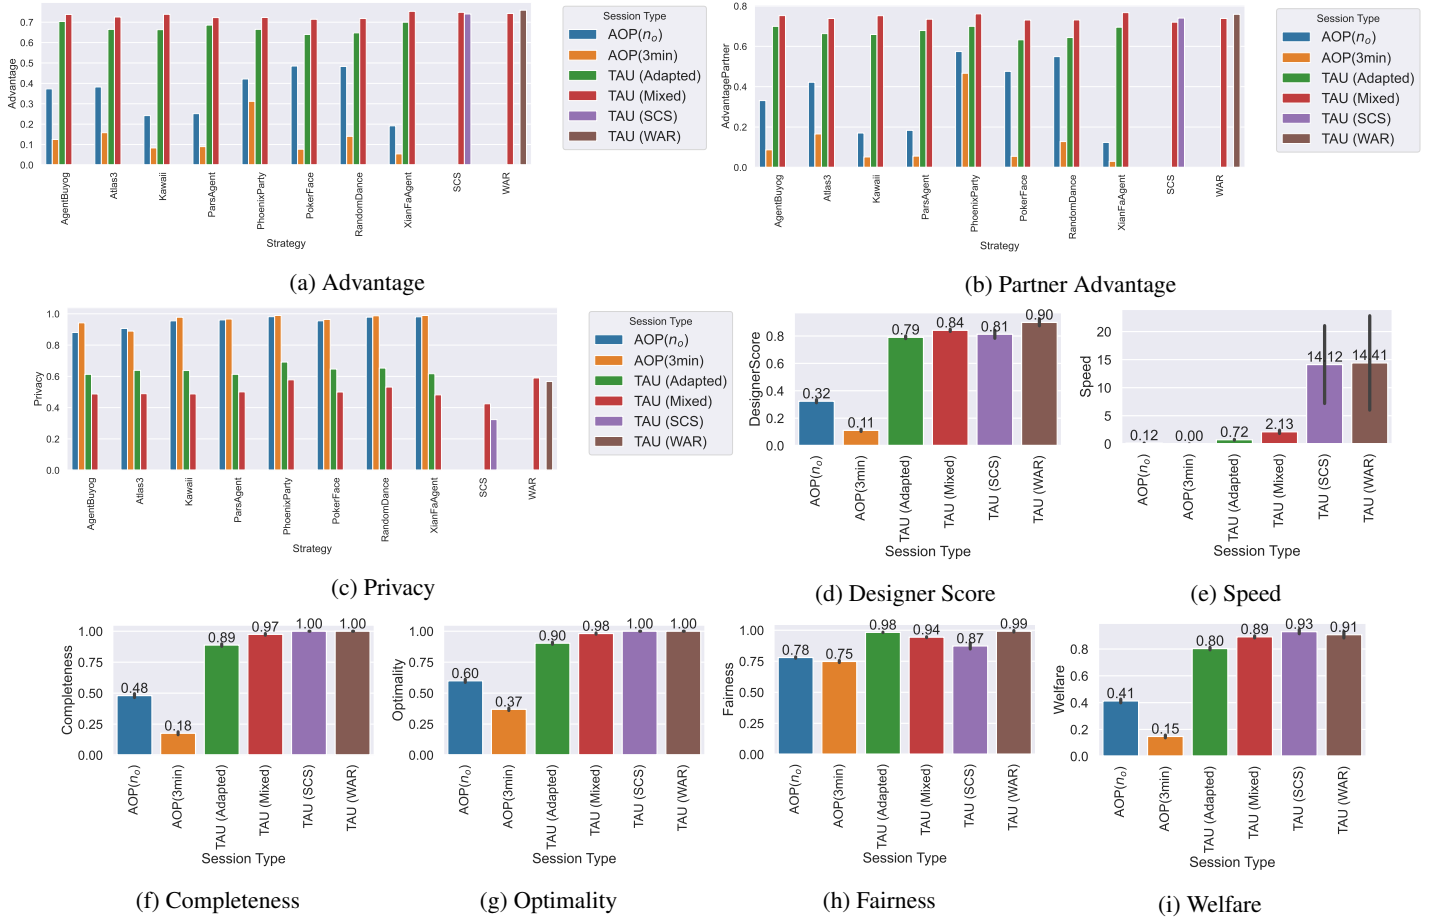 Advantage
0.7
0.6
0.5
0.4
0.3
0.2
0.1
0.0
AgentBuyog
Atlas3
Kawaii
ParsAgent
PhoenixParty
PokerFace
RandomDance
XianFaAgent
SCS
WAR
Strategy
Session Type
AOP(n_o)
AOP(3min)
TAU (Adapted)
TAU (Mixed)
TAU (SCS)
TAU (WAR)
(a) Advantage
AdvantagePartner
0.8
0.6
0.4
0.2
0.0
AgentBuyog
Atlas3
Kawaii
ParsAgent
PhoenixParty
PokerFace
RandomDance
XianFaAgent
SCS
WAR
Strategy
Session Type
AOP(n_o)
AOP(3min)
TAU (Adapted)
TAU (Mixed)
TAU (SCS)
TAU (WAR)
(b) Partner Advantage
Privacy
1.0
0.8
0.6
0.4
0.2
0.0
AgentBuyog
Atlas3
Kawaii
ParsAgent
PhoenixParty
PokerFace
RandomDance
XianFaAgent
SCS
WAR
Strategy
Session Type
AOP(n_o)
AOP(3min)
TAU (Adapted)
TAU (Mixed)
TAU (SCS)
TAU (WAR)
(c) Privacy
DesignerScore
0.8
0.6
0.4
0.2
0.0
0.32
0.11
0.79
0.84
0.81
0.90
AOP(n_o)
AOP(3min)
TAU (Adapted)
TAU (Mixed)
TAU (SCS)
TAU (WAR)
Session Type
(d) Designer Score
Speed
20
15
10
5
0
0.12
0.00
0.72
2.13
14.12
14.41
AOP(n_o)
AOP(3min)
TAU (Adapted)
TAU (Mixed)
TAU (SCS)
TAU (WAR)
Session Type
(e) Speed
Completeness
1.00
0.75
0.50
0.25
0.00
0.48
0.18
0.89
0.97
1.00
1.00
AOP(n_o)
AOP(3min)
TAU (Adapted)
TAU (Mixed)
TAU (SCS)
TAU (WAR)
Session Type
(f) Completeness
Optimality
1.00
0.75
0.50
0.25
0.00
0.60
0.37
0.90
0.98
1.00
1.00
AOP(n_o)
AOP(3min)
TAU (Adapted)
TAU (Mixed)
TAU (SCS)
TAU (WAR)
Session Type
(g) Optimality
Fairness
1.00
0.75
0.50
0.25
0.00
0.78
0.75
0.98
0.94
0.87
0.99
AOP(n_o)
AOP(3min)
TAU (Adapted)
TAU (Mixed)
TAU (SCS)
TAU (WAR)
Session Type
(h) Fairness
Welfare
0.8
0.6
0.4
0.2
0.0
0.41
0.15
0.80
0.89
0.93
0.91
AOP(n_o)
AOP(3min)
TAU (Adapted)
TAU (Mixed)
TAU (SCS)
TAU (WAR)
Session Type
(i) Welfare